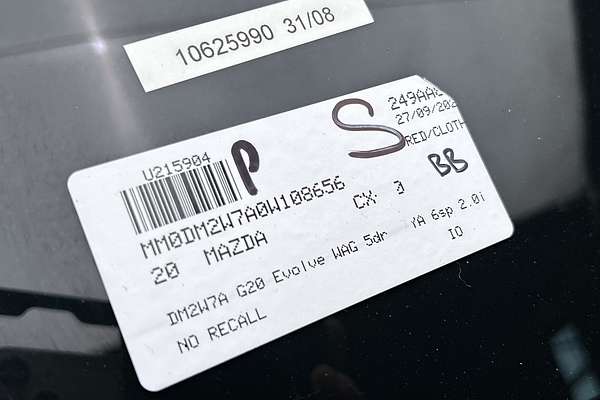 10625990 31/08
U215904
P
S
27/09/202
RED/CLOTH
BB
MM0DM2W7A0W108656
20 MAZDA CX 3
DM2W7A G20 Evolve WAG 5dr YA 6sp 2.0i
NO RECALL IO